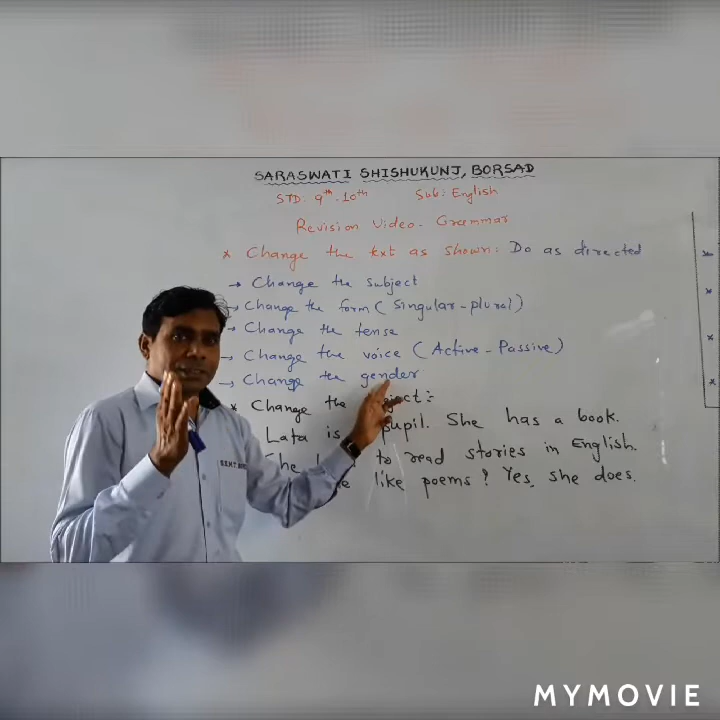 SARASWATI SHISHUKUNJ, BORSAD
STD: 9th-10th Sub: English
Revision Video- Grammar
* Change the text as shown: Do as directed
→ Change the subject
→ Change the form (Singular-plural)
→ Change the tense
→ Change the voice (Active-Passive)
→ Change the gender
* Change the
Lata is pupil. She has a book.
to read stories in English.
like poems? Yes, she does.
MYMOVIE